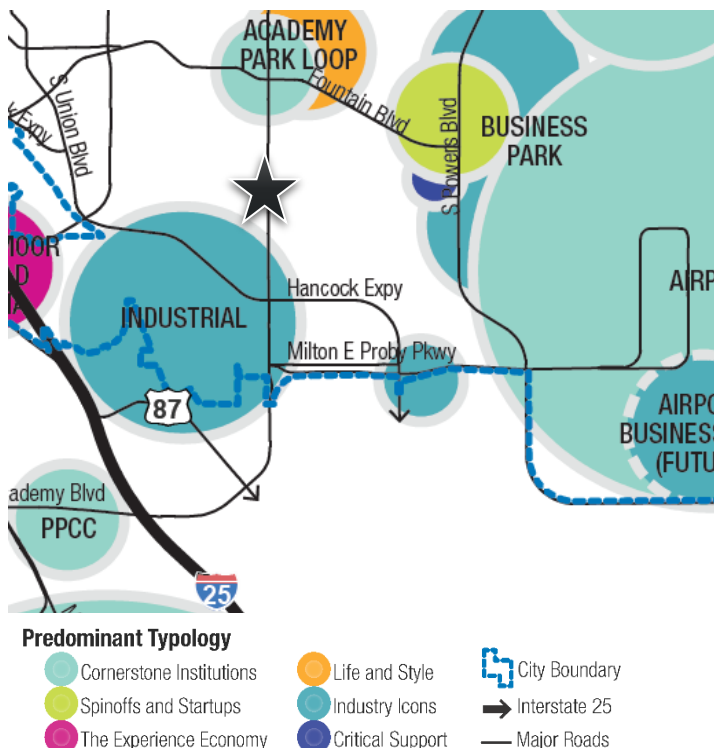 ACADEMY
PARK LOOP
Fountain Blvd
S Union Blvd
y Expy
S Powers Blvd
BUSINESS
PARK
MOOR
D
INDUSTRIAL
Hancock Expy
Milton E Proby Pkwy
AIRP
87
AIRPO
BUSINESS
(FUTU
ademy Blvd
PPCC
25
Predominant Typology
Cornerstone Institutions
Life and Style
City Boundary
Spinoffs and Startups
Industry Icons
Interstate 25
The Experience Economy
Critical Support
Major Roads